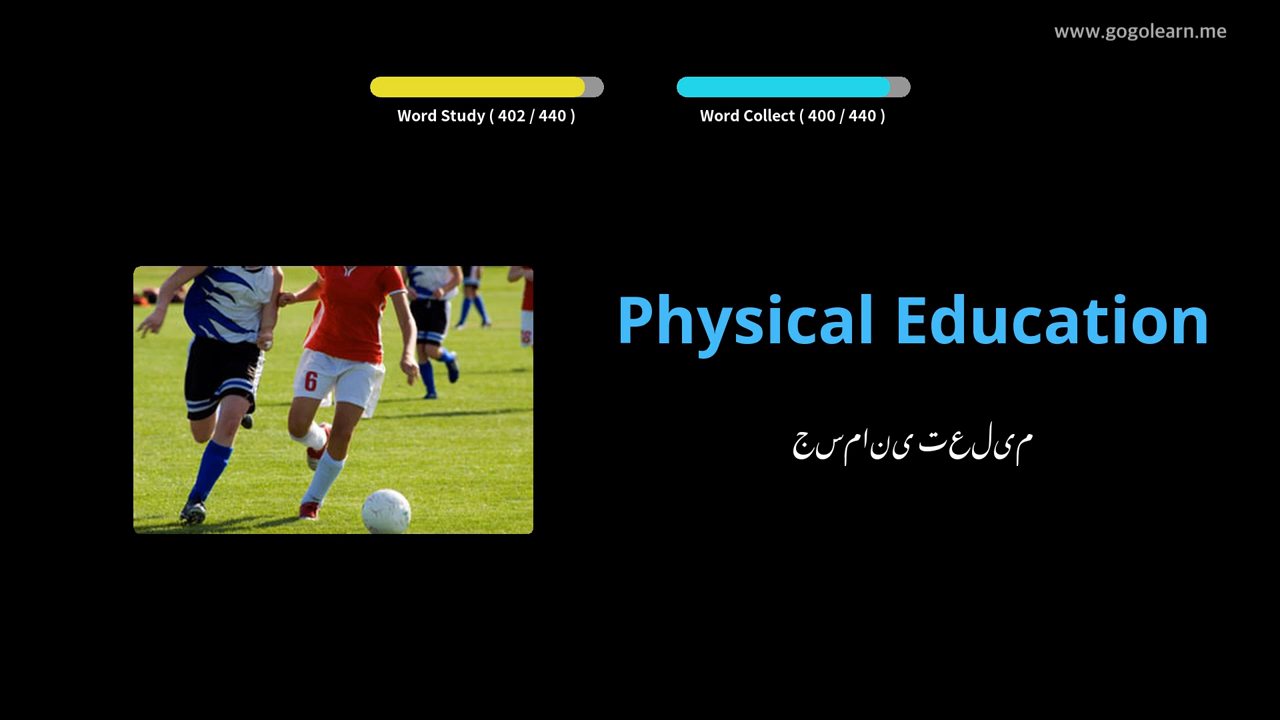 www.gogolearn.me
Word Study ( 402 / 440 )
Word Collect ( 400 / 440 )
Physical Education
جسمانی تعلیم